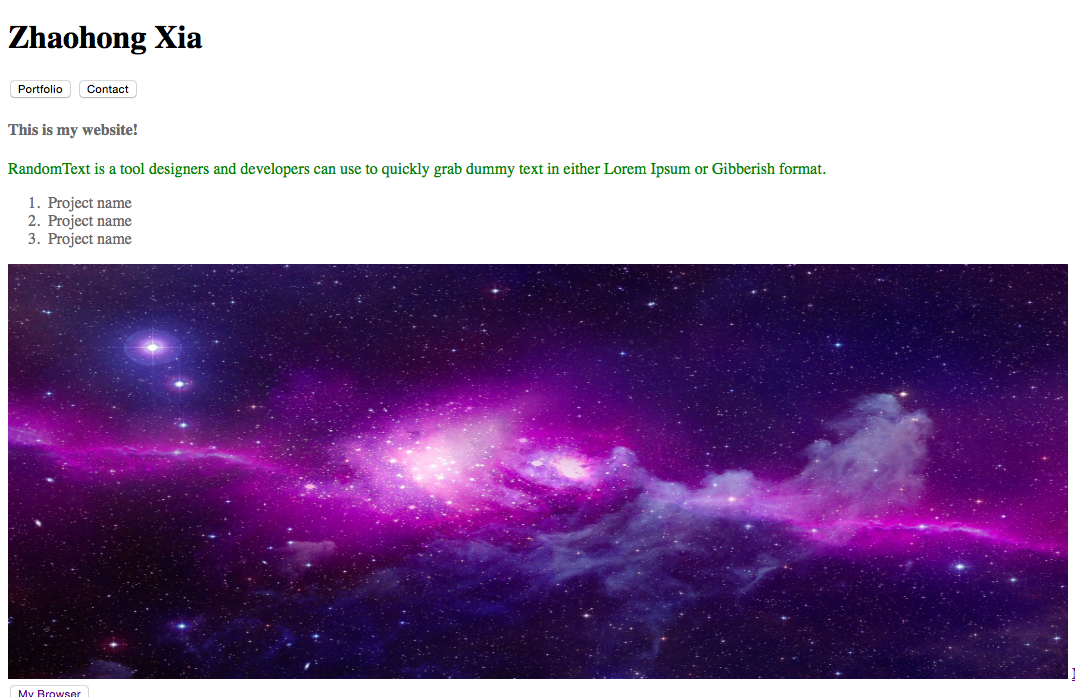 Zhaohong Xia
Portfolio Contact
This is my website!
RandomText is a tool designers and developers can use to quickly grab dummy text in either Lorem Ipsum or Gibberish format.
1. Project name
2. Project name
3. Project name
My Browser